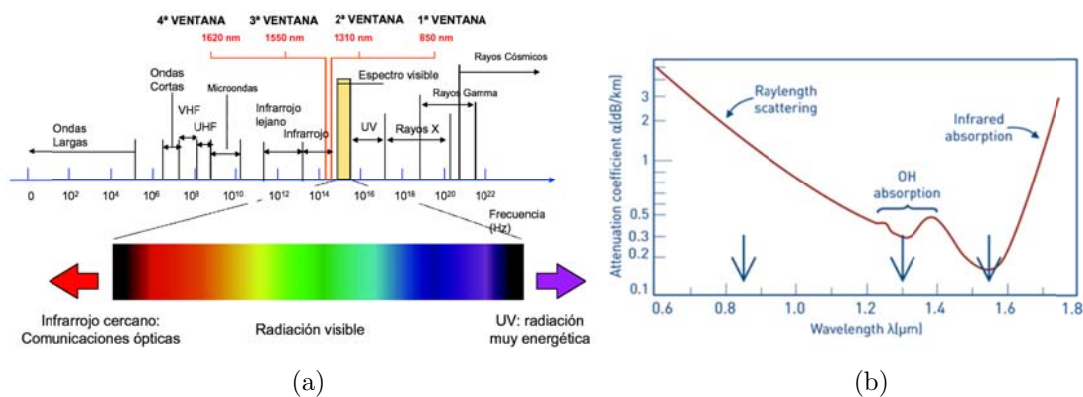 4ª VENTANA 3ª VENTANA 2ª VENTANA 1ª VENTANA
1620 nm 1550 nm 1310 nm 850 nm
Rayos Cósmicos
Ondas
Cortas
Espectro visible
VHF
Microondas
Rayos Gamma
Infrarrojo
lejano
UHF
Ondas
Largas
Infrarrojo
UV
Rayos X
0 10² 10⁴ 10⁶ 10⁸ 10¹⁰ 10¹² 10¹⁴ 10¹⁶ 10¹⁸ 10²⁰ 10²²
Frecuencia
(Hz)
Infrarrojo cercano:
Comunicaciones ópticas
Radiación visible
UV: radiación
muy energética
(a)
Attenuation coefficient α[dB/km]
3
2
1
0.5
0.3
0.2
0.1
Raylength
scattering
OH
absorption
Infrared
absorption
0.6 0.8 1.0 1.2 1.4 1.6 1.8
Wavelength λ[μm]
(b)